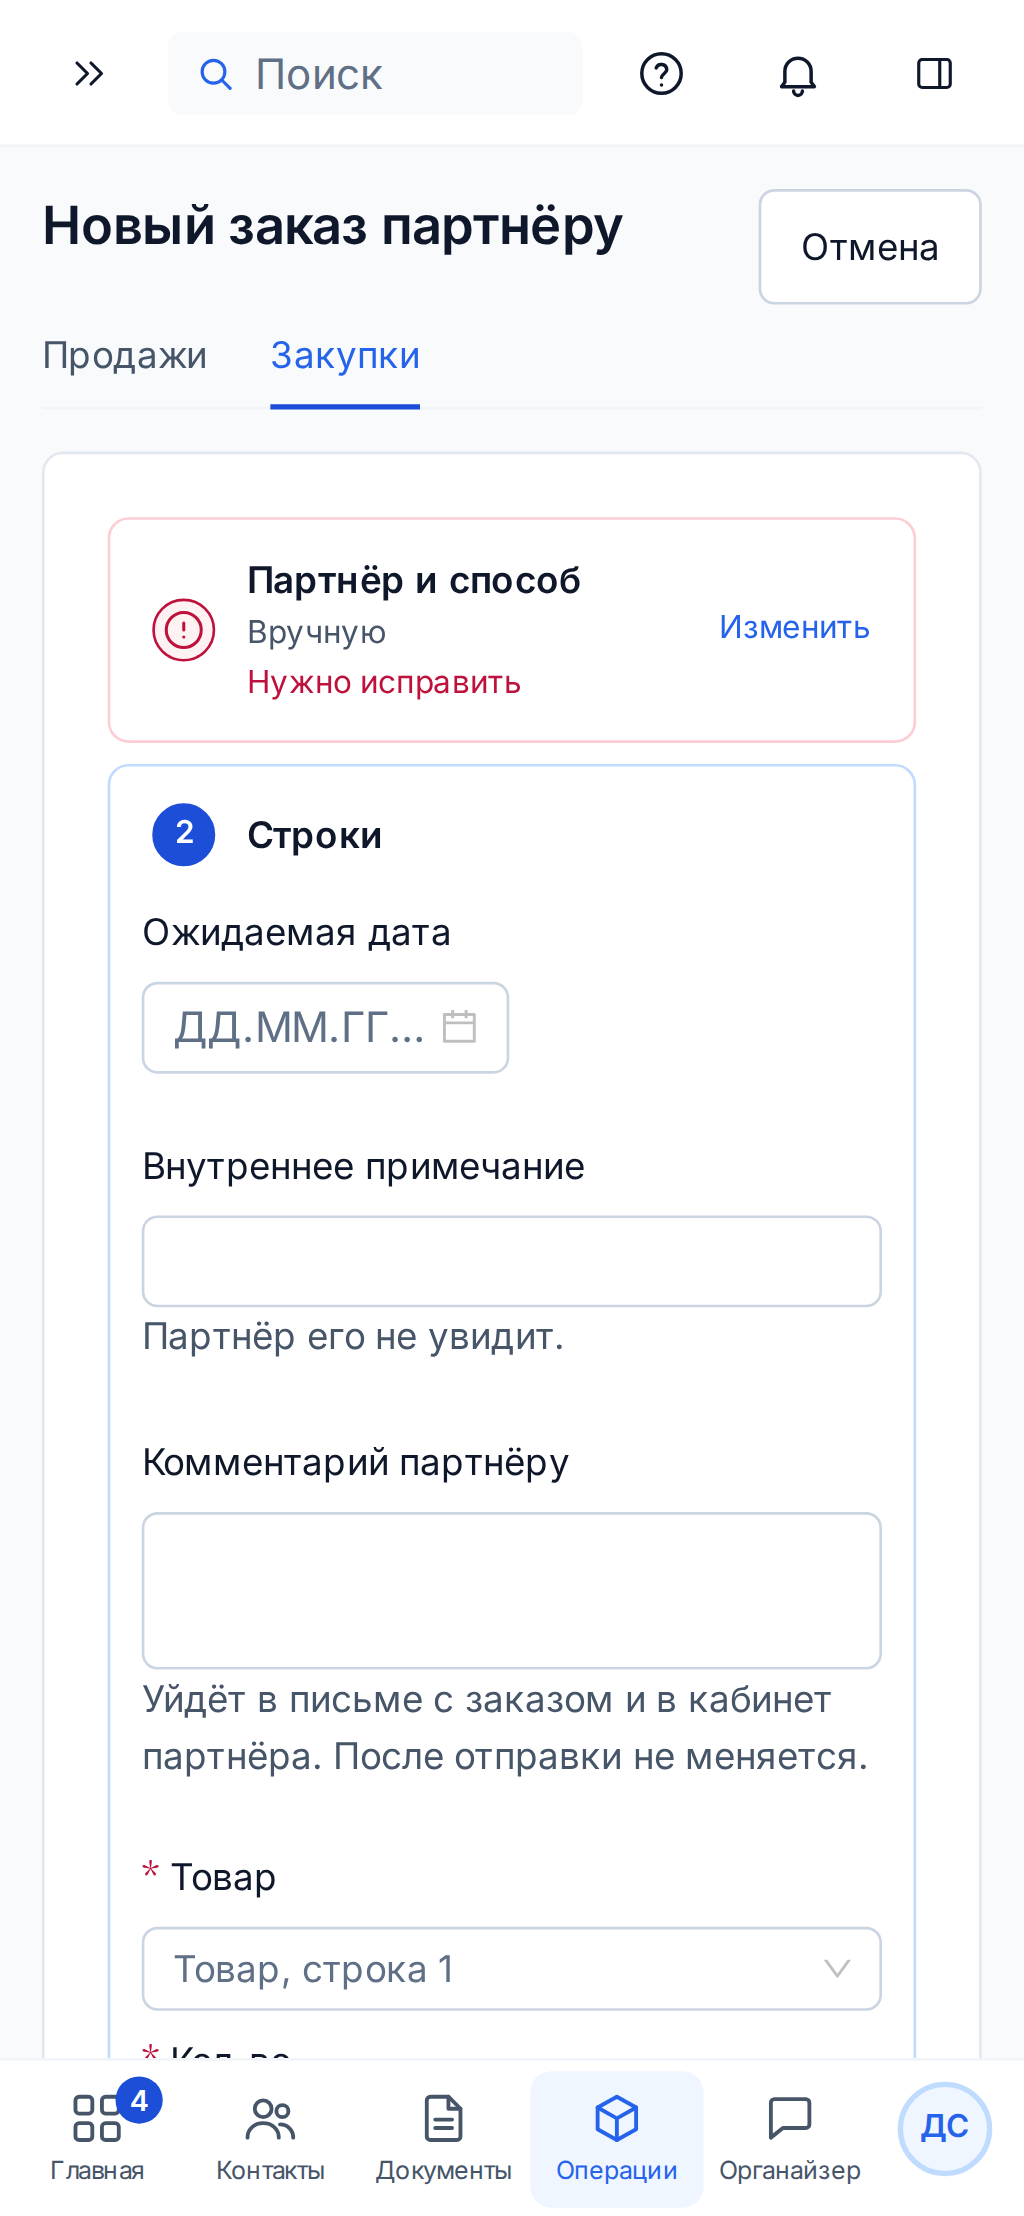 Поиск
Новый заказ партнёру
Отмена
Продажи
Закупки
Партнёр и способ
Вручную
Нужно исправить
Изменить
2
Строки
Ожидаемая дата
ДД.ММ.ГГ...
Внутреннее примечание
Партнёр его не увидит.
Комментарий партнёру
Уйдёт в письме с заказом и в кабинет
партнёра. После отправки не меняется.
* Товар
Товар, строка 1
* Кол-во
4
Главная
Контакты
Документы
Операции
Органайзер
ДС